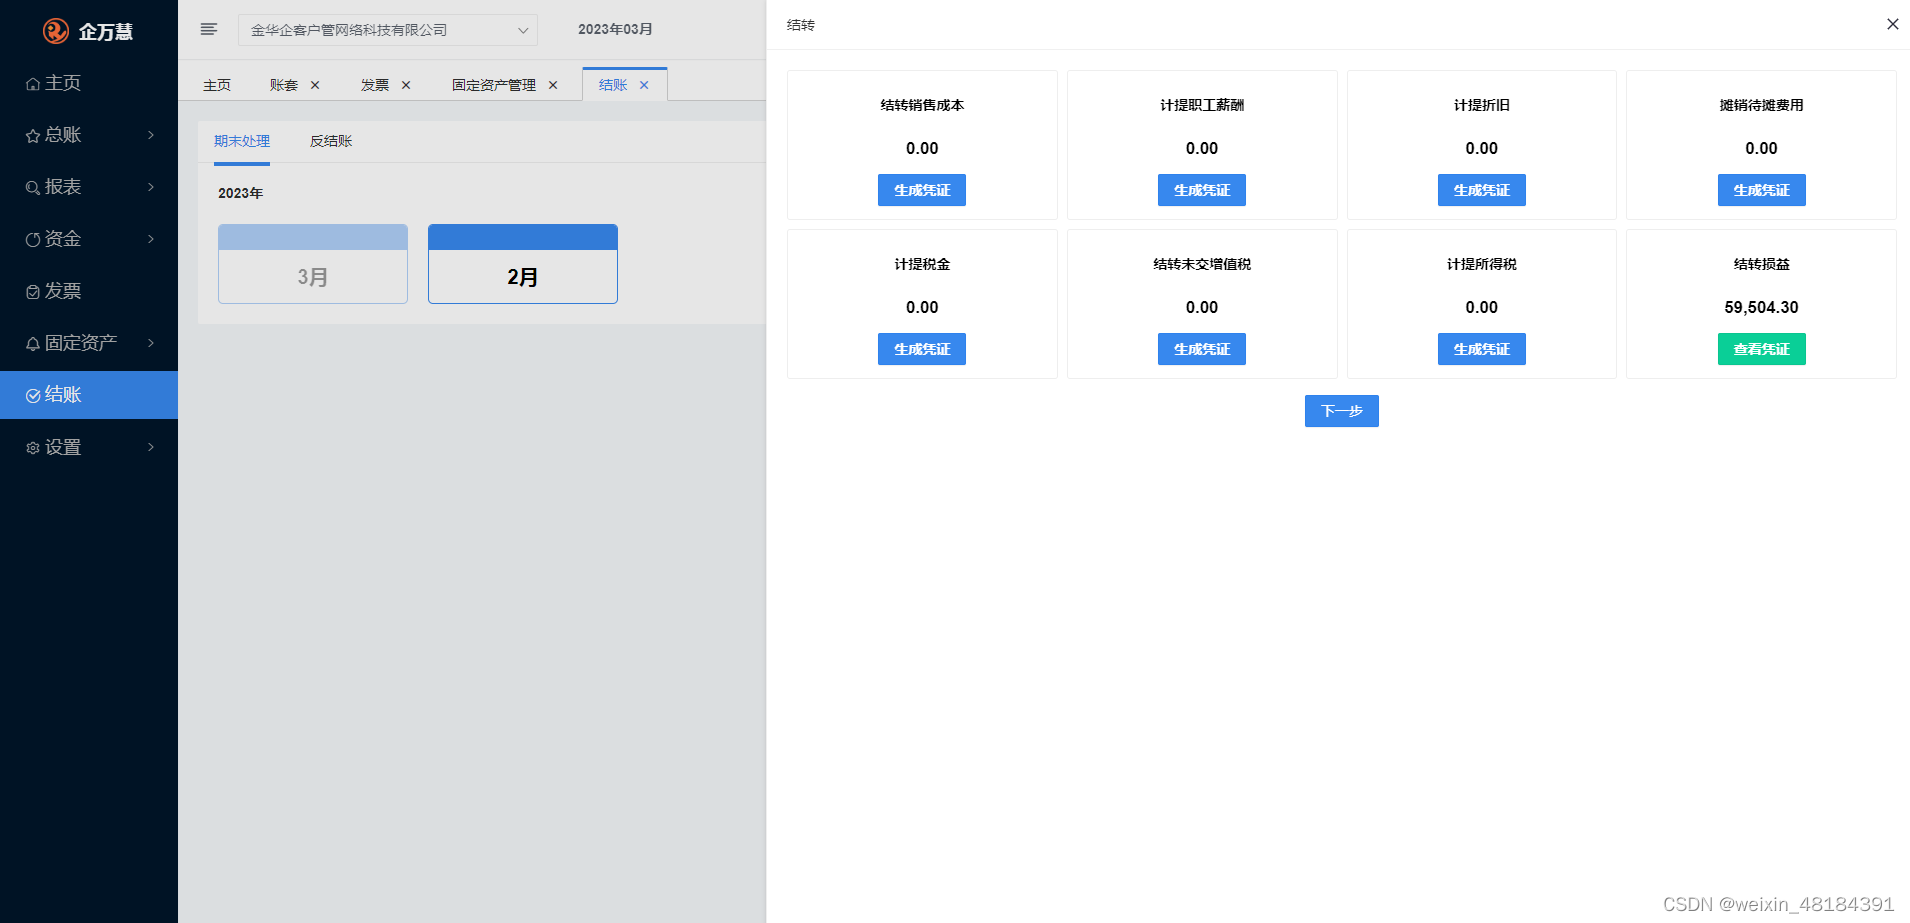 企万慧
主页
总账
报表
资金
发票
固定资产
结账
设置
金华企客户管网络科技有限公司
2023年03月
主页
账套
发票
固定资产管理
结账
期末处理
反结账
2023年
3月
2月
结转
结转销售成本
0.00
生成凭证
计提职工薪酬
0.00
生成凭证
计提折旧
0.00
生成凭证
摊销待摊费用
0.00
生成凭证
计提税金
0.00
生成凭证
结转未交增值税
0.00
生成凭证
计提所得税
0.00
生成凭证
结转损益
59,504.30
查看凭证
下一步
CSDN @weixin_48184391